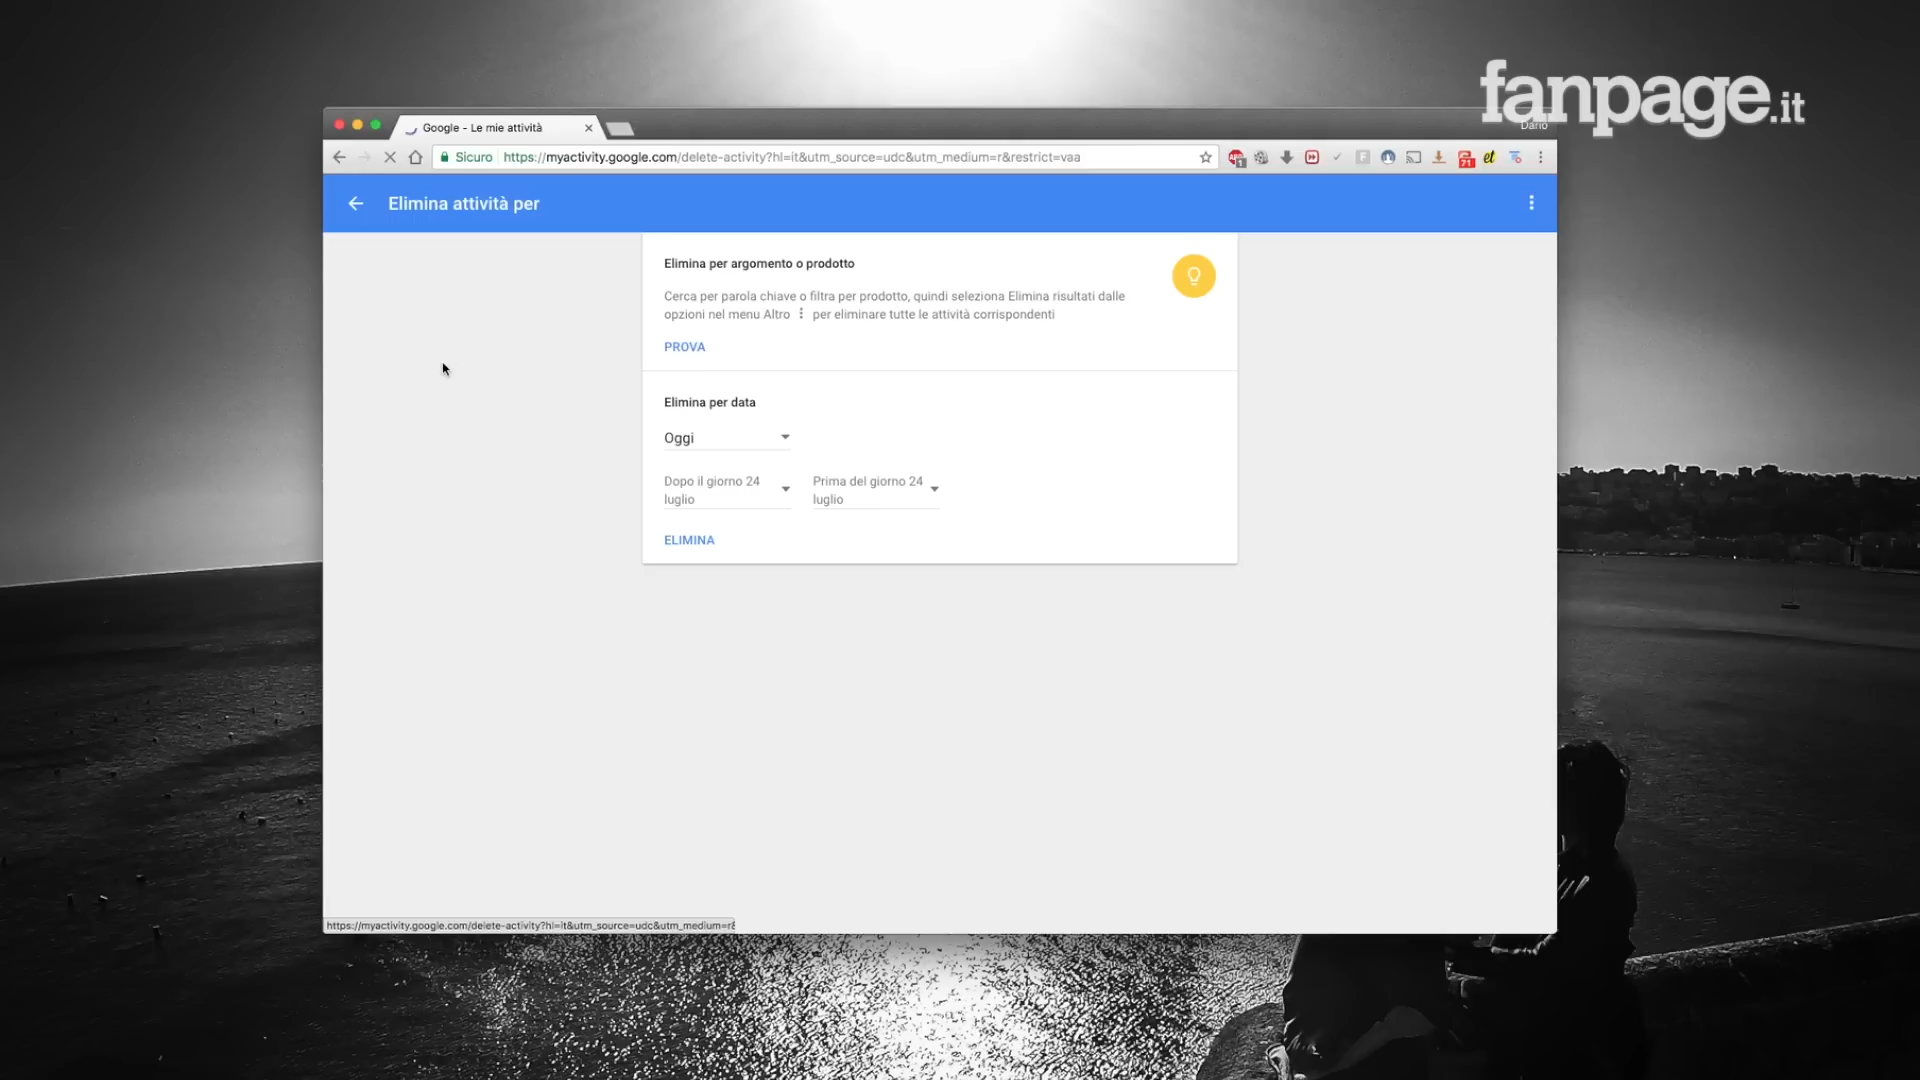 fanpage.it
Google - Le mie attività
Dario
Sicuro https://myactivity.google.com/delete-activity?hl=it&utm_source=udc&utm_medium=r&restrict=vaa
1
71
et
Elimina attività per
Elimina per argomento o prodotto
Cerca per parola chiave o filtra per prodotto, quindi seleziona Elimina risultati dalle
opzioni nel menu Altro per eliminare tutte le attività corrispondenti
PROVA
Elimina per data
Oggi
Dopo il giorno 24
luglio
Prima del giorno 24
luglio
ELIMINA
https://myactivity.google.com/delete-activity?hl=it&utm_source=udc&utm_medium=r